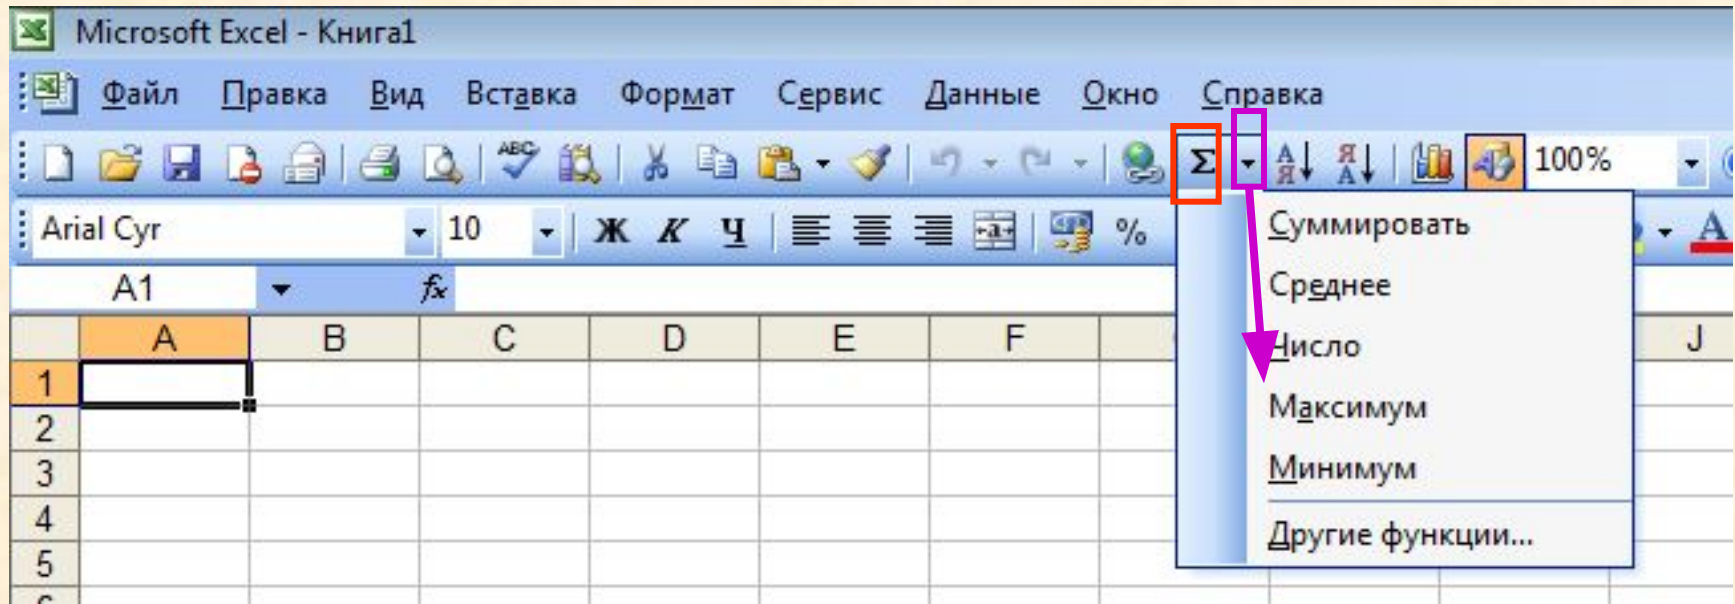 Microsoft Excel - Книга1
Файл Правка Вид Вставка Формат Сервис Данные Окно Справка
ABC Σ А Я Я А 100%
Arial Cyr 10 Ж К Ч a % А
A1 fx
A B C D E F J
1
2
3
4
5
Суммировать
Среднее
Число
Максимум
Минимум
Другие функции...